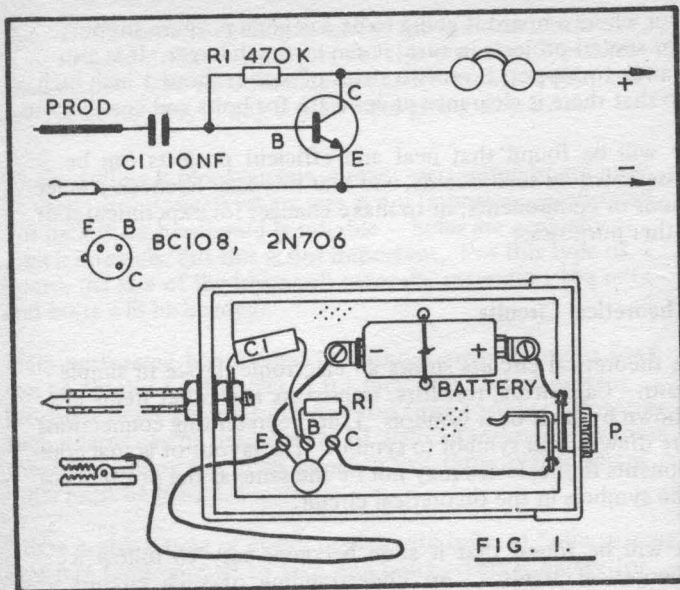 R1 470K
C
+
PROD
B
C1 10NF
E
E B
C
BC108, 2N706
C1
- +
BATTERY
R1
E B C
P
FIG 1.